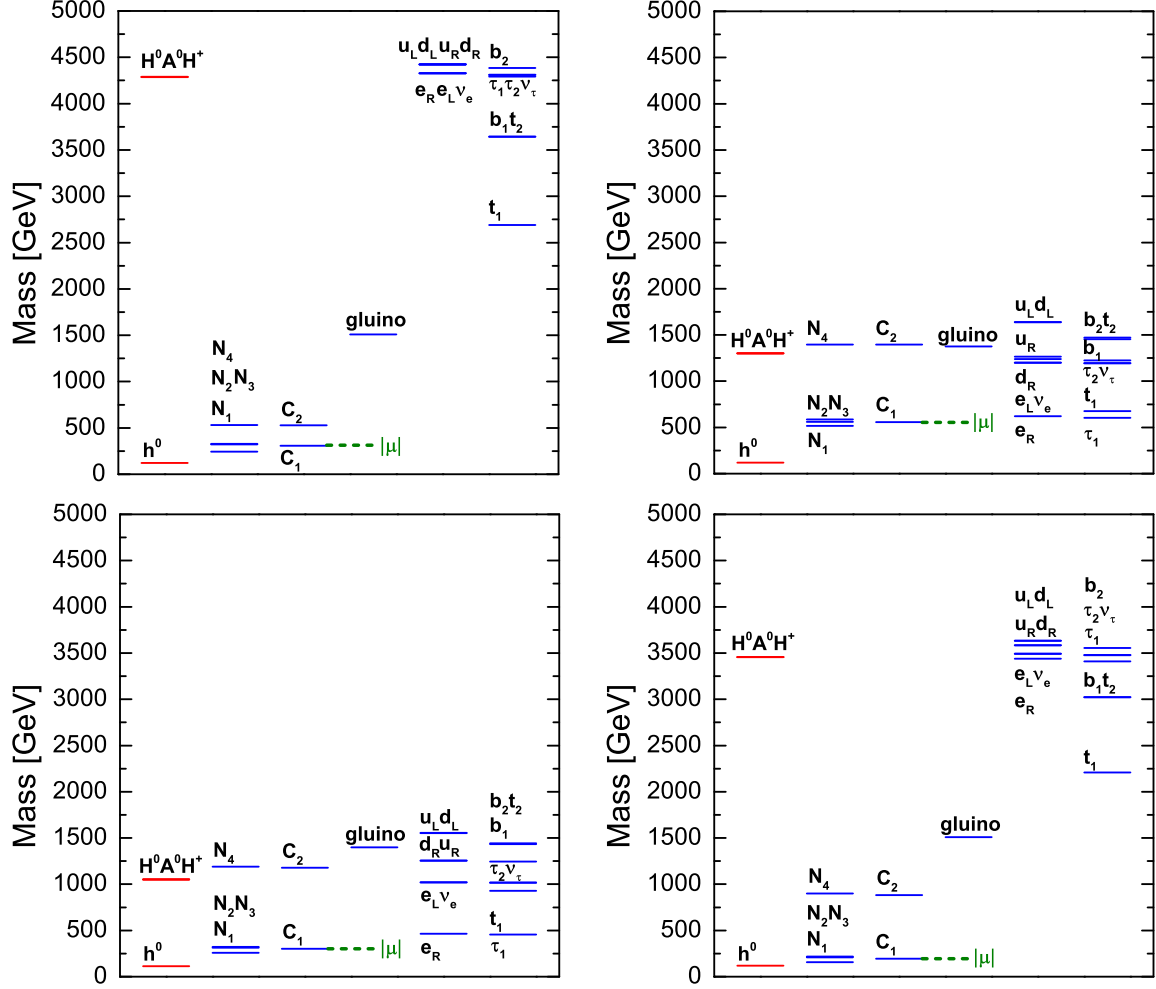 5000
4500
4000
3500
3000
2500
2000
1500
1000
500
0
Mass [GeV]
H⁰A⁰H⁺
h⁰
N₄
N₂N₃
N₁
C₂
C₁
|μ|
gluino
u_Ld_Lu_Rd_R
e_Re_Lν_e
b₂
τ₁τ₂ν_τ
b₁t₂
t₁
5000
4500
4000
3500
3000
2500
2000
1500
1000
500
0
Mass [GeV]
H⁰A⁰H⁺
h⁰
N₄
N₂N₃
N₁
C₂
C₁
|μ|
gluino
u_Ld_L
u_R
d_R
e_Lν_e
e_R
b₂t₂
b₁
τ₂ν_τ
t₁
τ₁
5000
4500
4000
3500
3000
2500
2000
1500
1000
500
0
Mass [GeV]
H⁰A⁰H⁺
h⁰
N₄
N₂N₃
N₁
C₂
C₁
|μ|
gluino
u_Ld_L
d_Ru_R
e_Lν_e
e_R
b₂t₂
b₁
τ₂ν_τ
t₁
τ₁
5000
4500
4000
3500
3000
2500
2000
1500
1000
500
0
Mass [GeV]
H⁰A⁰H⁺
h⁰
N₄
N₂N₃
N₁
C₂
C₁
|μ|
gluino
u_Ld_L
u_Rd_R
e_Lν_e
e_R
b₂
τ₂ν_τ
τ₁
b₁t₂
t₁